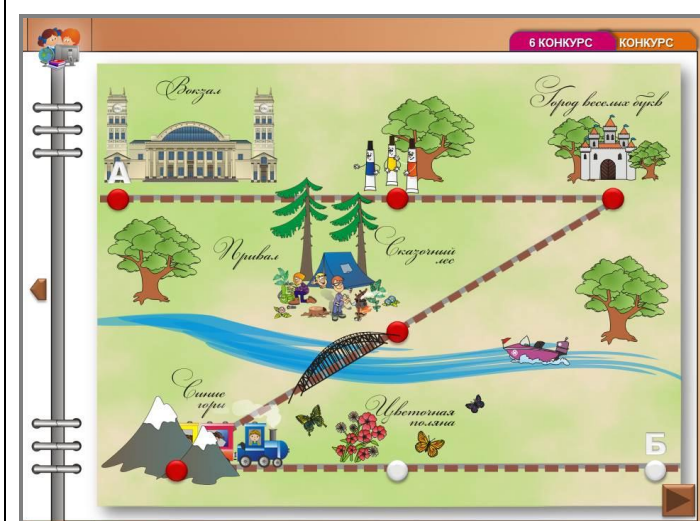 6 КОНКУРС
КОНКУРС
Вокзал
Город веселых букв
А
Привал
Сказочный
лес
Синие
горы
Цветочная
поляна
Б